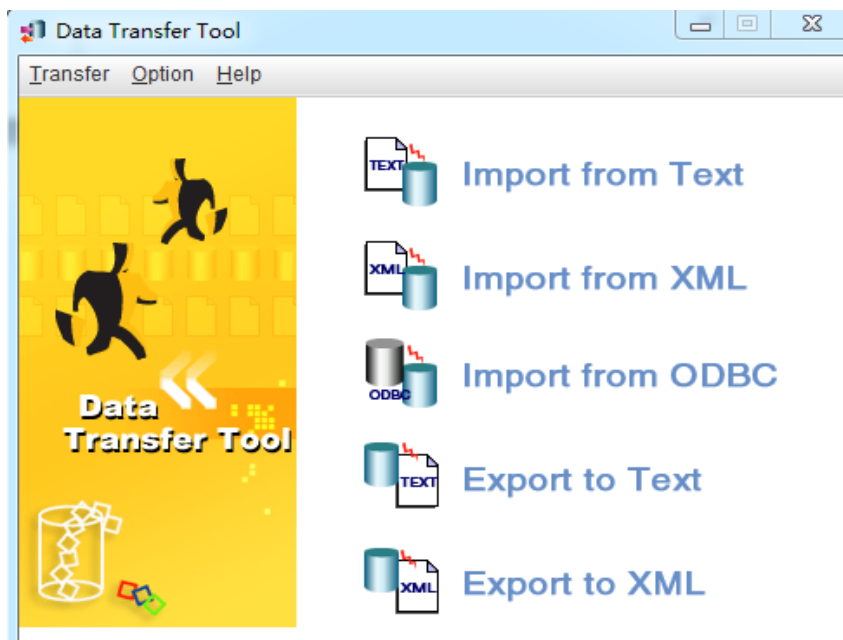 Data Transfer Tool
Transfer Option Help
TEXT
Import from Text
XML
Import from XML
ODBC
Import from ODBC
Data
Transfer Tool
TEXT
Export to Text
XML
Export to XML